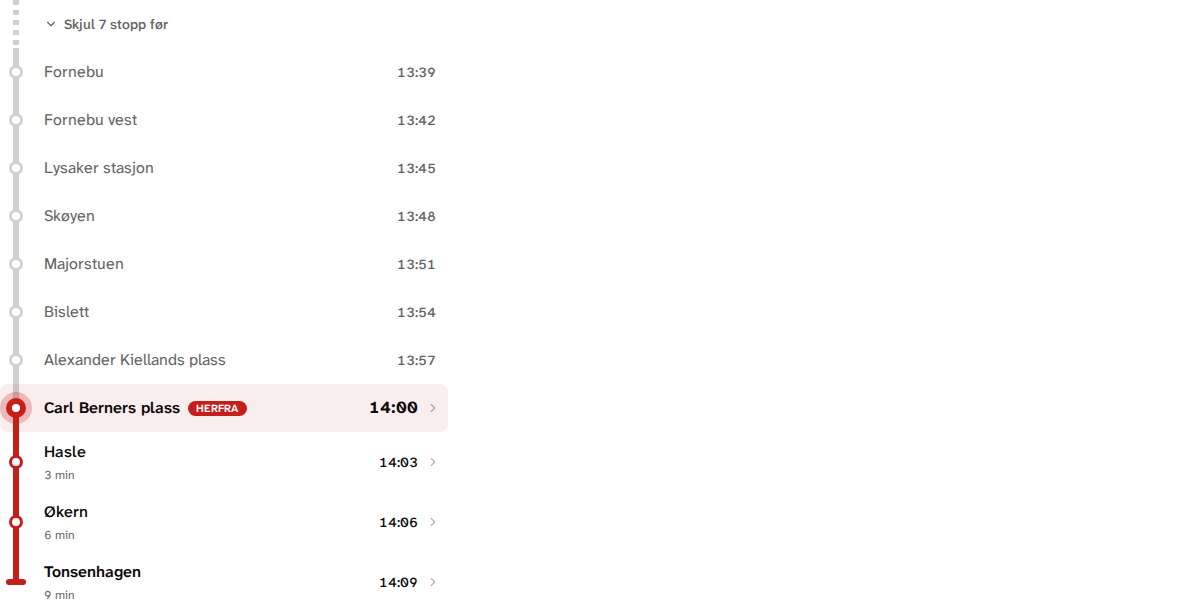 Skjul 7 stopp før
Fornebu 13:39
Fornebu vest 13:42
Lysaker stasjon 13:45
Skøyen 13:48
Majorstuen 13:51
Bislett 13:54
Alexander Kiellands plass 13:57
Carl Berners plass HERFRA 14:00
Hasle 14:03
3 min
Økern 14:06
6 min
Tonsenhagen 14:09
9 min